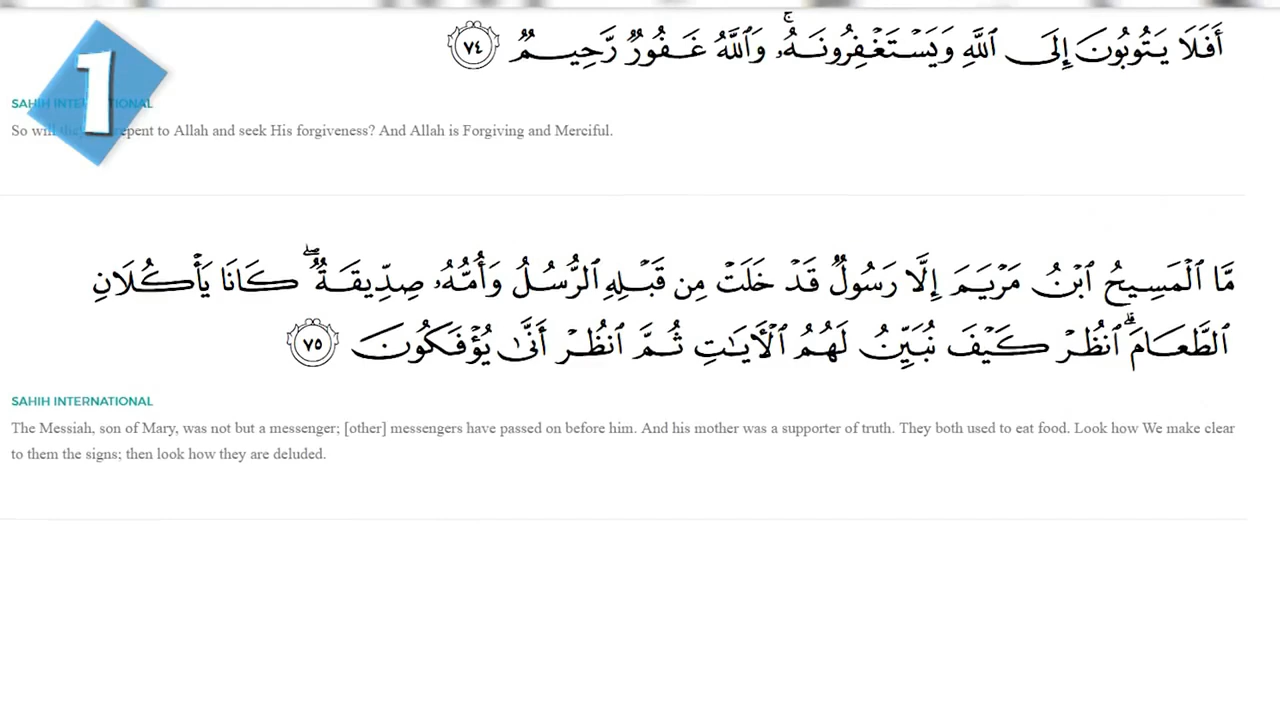 أَفَلَا يَتُوبُونَ إِلَى ٱللَّهِ وَيَسْتَغْفِرُونَهُۥۚ وَٱللَّهُ غَفُورٌ رَّحِيمٌ ٧٤
1
SAHIH INTERNATIONAL
So will repent to Allah and seek His forgiveness? And Allah is Forgiving and Merciful.
مَّا ٱلْمَسِيحُ ٱبْنُ مَرْيَمَ إِلَّا رَسُولٌ قَدْ خَلَتْ مِن قَبْلِهِ ٱلرُّسُلُ وَأُمُّهُۥ صِدِّيقَةٌۖ كَانَا يَأْكُلَانِ
ٱلطَّعَامَۗ ٱنظُرْ كَيْفَ نُبَيِّنُ لَهُمُ ٱلْأَيَـٰتِ ثُمَّ ٱنظُرْ أَنَّىٰ يُؤْفَكُونَ ٧٥
SAHIH INTERNATIONAL
The Messiah, son of Mary, was not but a messenger; [other] messengers have passed on before him. And his mother was a supporter of truth. They both used to eat food. Look how We make clear
to them the signs; then look how they are deluded.